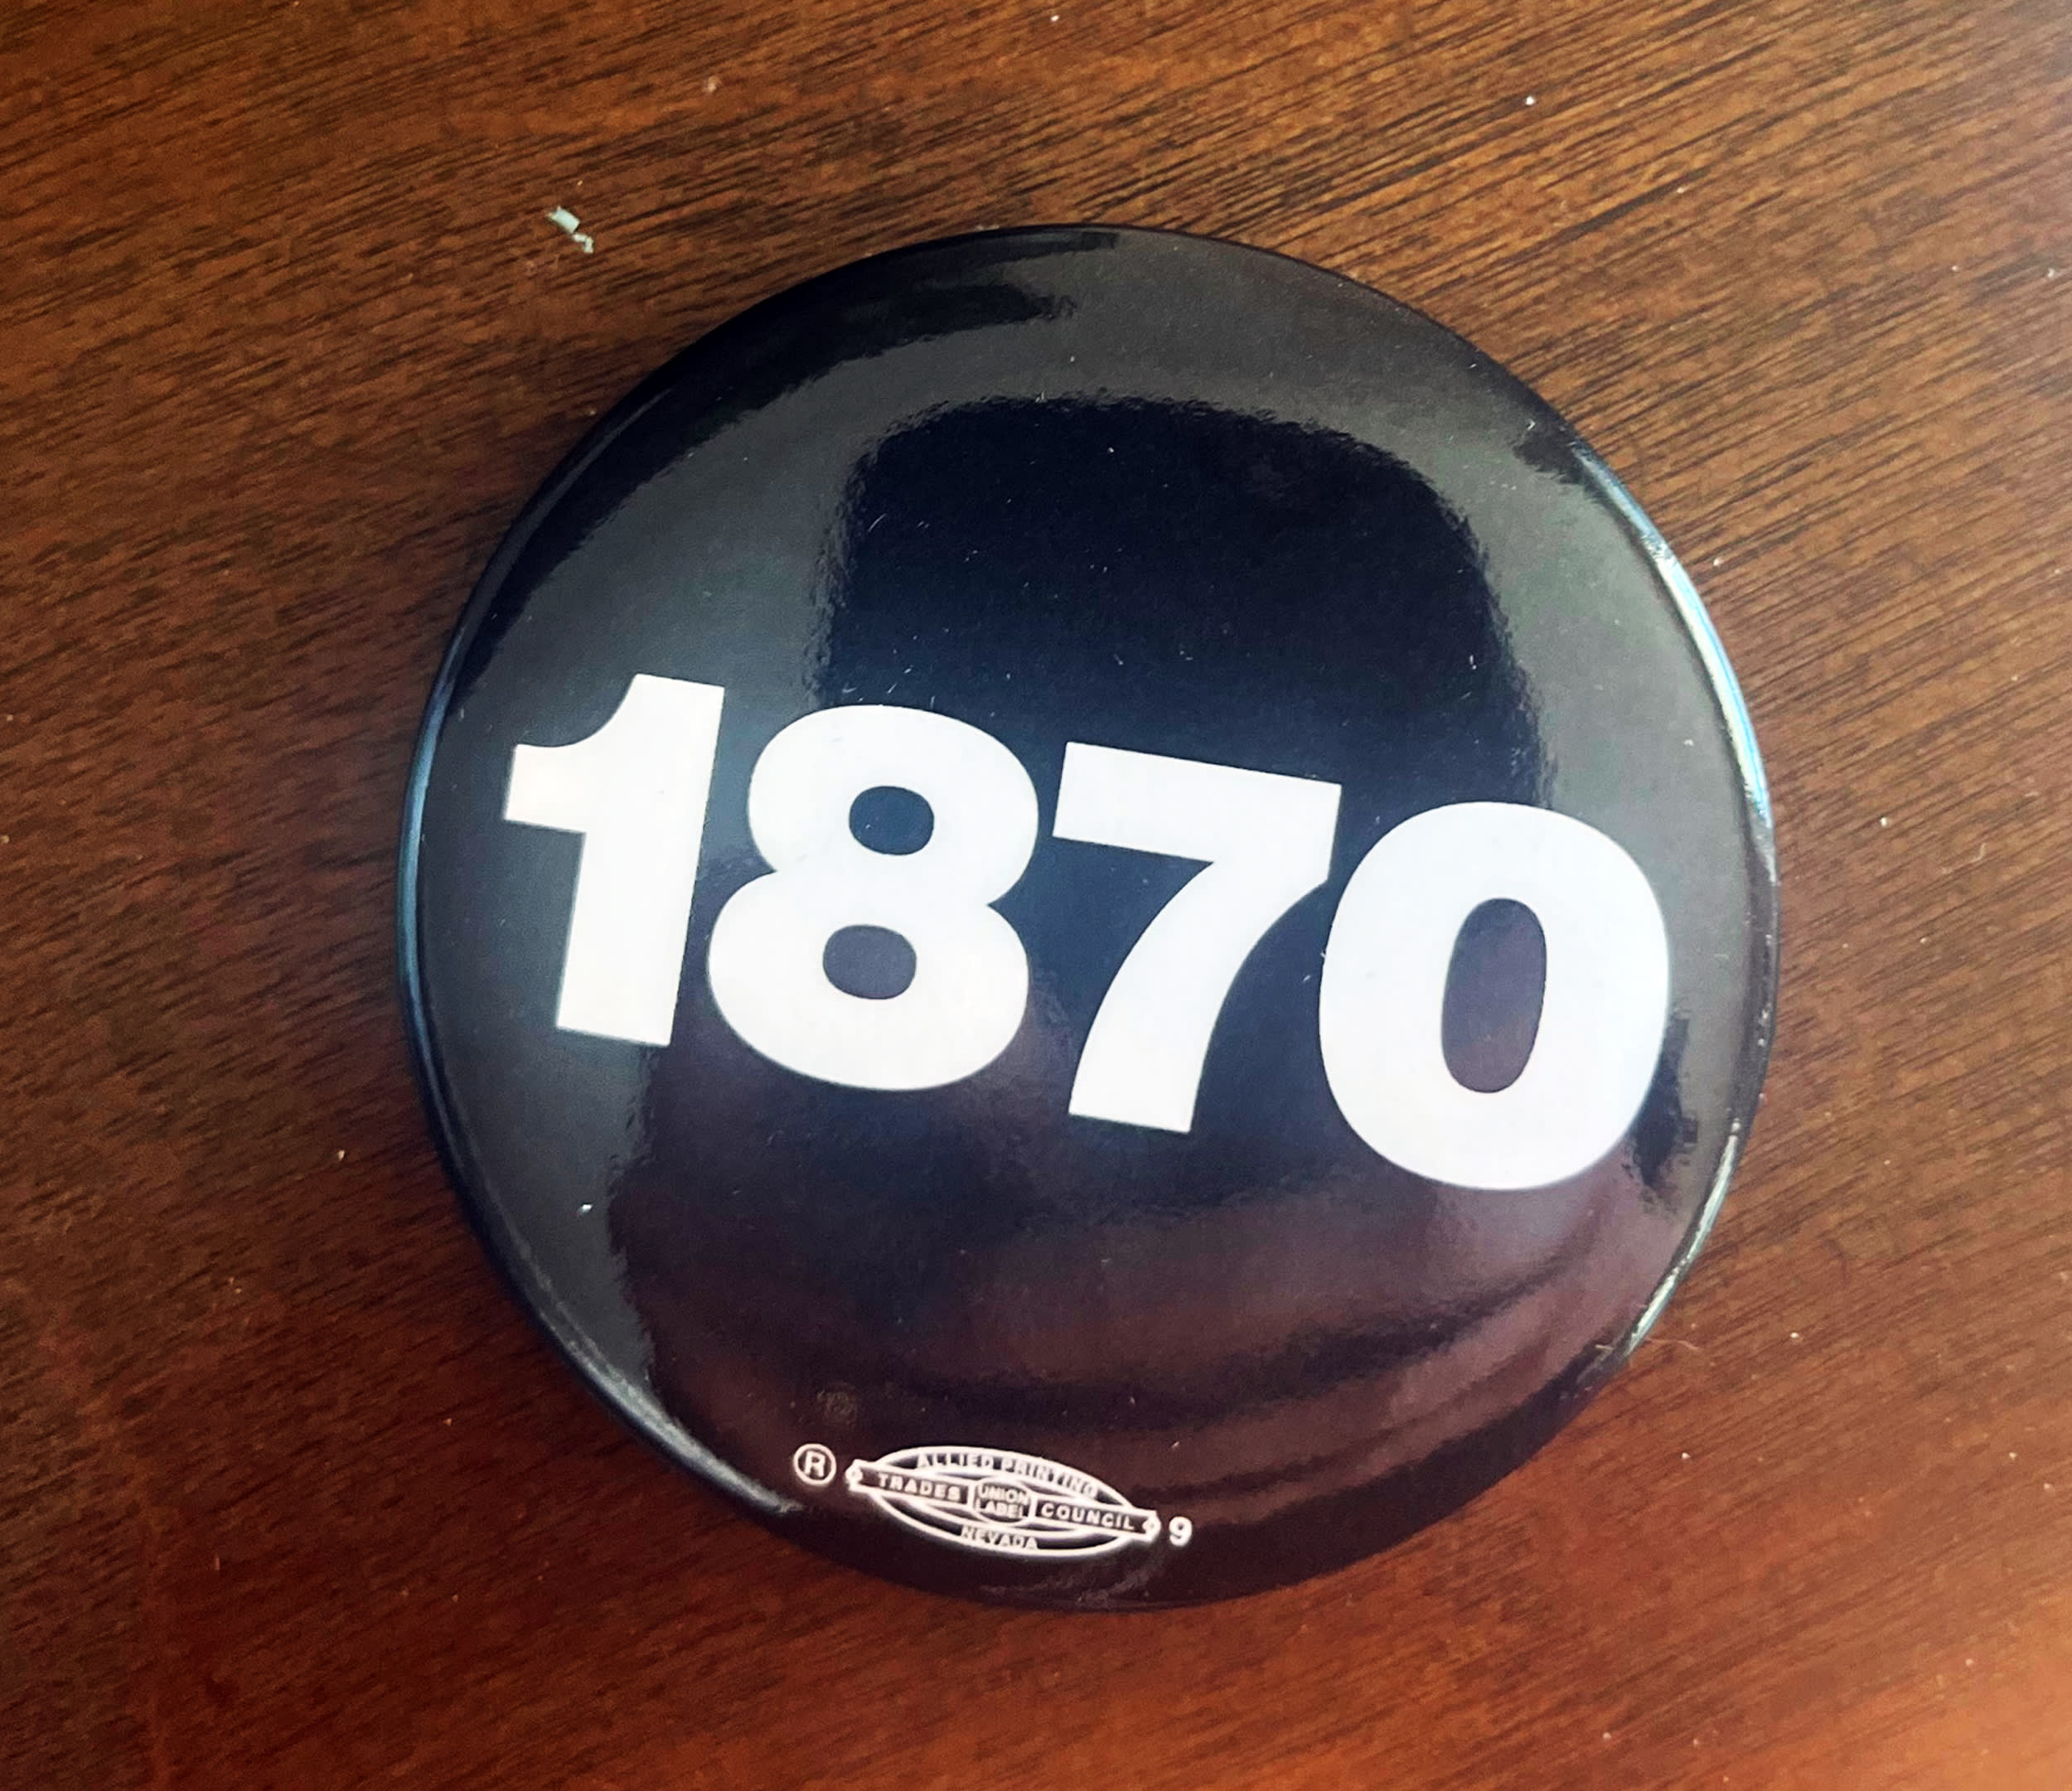 1870
® ALLIED PRINTING
TRADES UNION LABEL COUNCIL 9
NEVADA